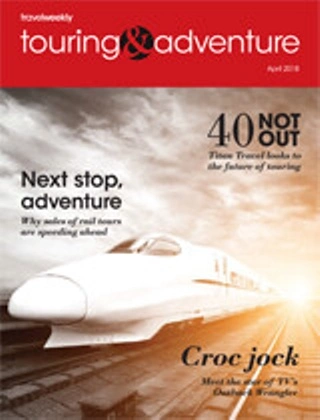 travelweekly
touring&adventure
April 2018
40 NOT OUT
Titan Travel looks to
the future of touring
Next stop,
adventure
Why sales of rail tours
are speeding ahead
Croc jock
Meet the star of TV's
Outback Wrangler